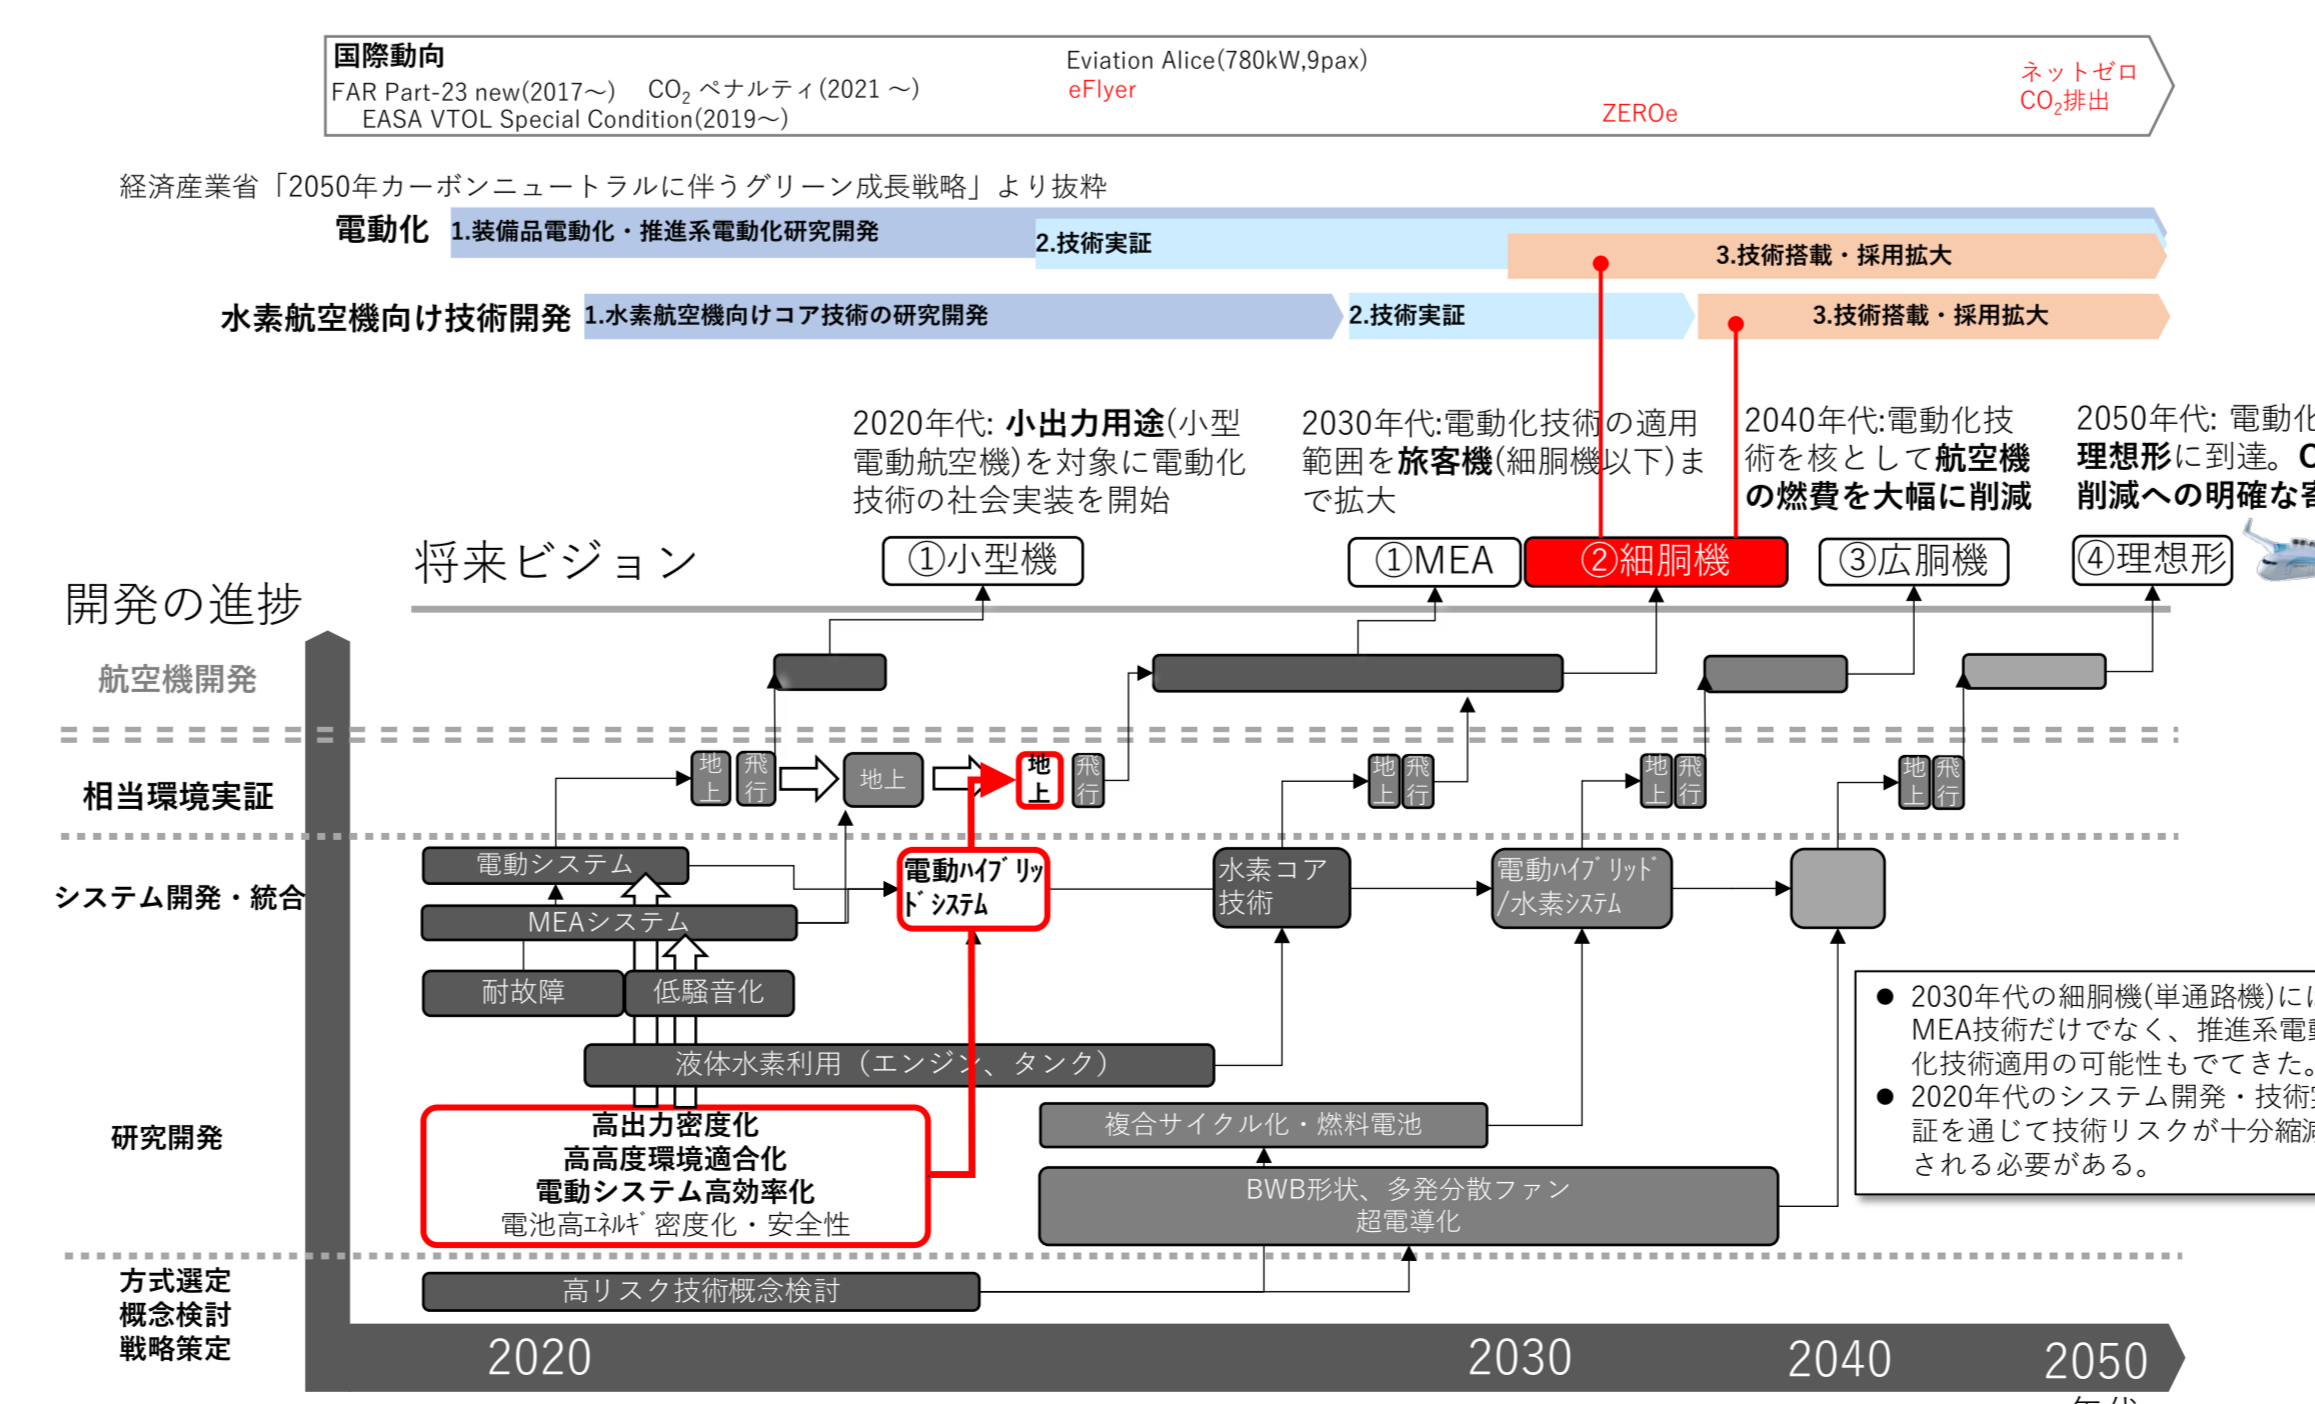 国際動向
FAR Part-23 new(2017～)　CO₂ ペナルティ(2021 ～)
EASA VTOL Special Condition(2019～)
Eviation Alice(780kW,9pax)
eFlyer
ZEROe
ネットゼロ
CO₂排出
経済産業省「2050年カーボンニュートラルに伴うグリーン成長戦略」より抜粋
電動化
1.装備品電動化・推進系電動化研究開発
2.技術実証
3.技術搭載・採用拡大
水素航空機向け技術開発
1.水素航空機向けコア技術の研究開発
2.技術実証
3.技術搭載・採用拡大
2020年代: 小出力用途(小型
電動航空機)を対象に電動化
技術の社会実装を開始
2030年代:電動化技術の適用
範囲を旅客機(細胴機以下)ま
で拡大
2040年代:電動化技
術を核として航空機
の燃費を大幅に削減
2050年代: 電動化
理想形に到達。
削減への明確な
将来ビジョン
①小型機
①MEA
②細胴機
③広胴機
④理想形
開発の進捗
航空機開発
相当環境実証
地上
飛行
地上
地上
飛行
地上
飛行
地上
飛行
地上
飛行
システム開発・統合
電動システム
MEAシステム
耐故障
低騒音化
電動ﾊｲﾌﾞﾘｯ
ﾄﾞｼｽﾃﾑ
水素コア
技術
電動ﾊｲﾌﾞﾘｯﾄﾞ
/水素ｼｽﾃﾑ
研究開発
液体水素利用（エンジン、タンク）
高出力密度化
高高度環境適合化
電動システム高効率化
電池高ｴﾈﾙｷﾞ密度化・安全性
複合サイクル化・燃料電池
BWB形状、多発分散ファン
超電導化
● 2030年代の細胴機(単通路機)に
MEA技術だけでなく、推進系電動
化技術適用の可能性もでてきた。
● 2020年代のシステム開発・技術実
証を通じて技術リスクが十分縮減
される必要がある。
方式選定
概念検討
戦略策定
高リスク技術概念検討
2020
2030
2040
2050